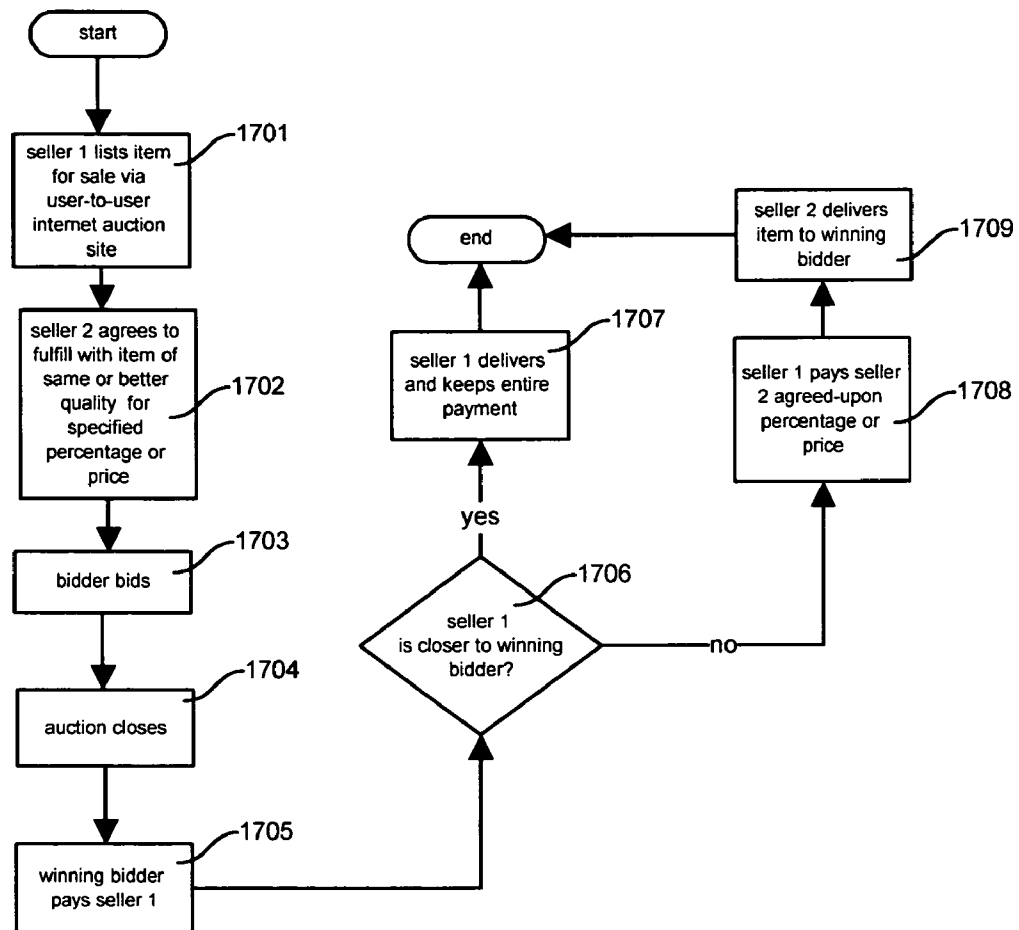 start
1701
seller 1 lists item
for sale via
user-to-user
internet auction
site
seller 2 agrees to
fulfill with item of
same or better
quality for
specified
percentage or
price
1702
1703
bidder bids
1704
auction closes
1705
winning bidder
pays seller 1
1706
seller 1
is closer to winning
bidder?
yes
no
1707
seller 1 delivers
and keeps entire
payment
end
1708
seller 1 pays seller
2 agreed-upon
percentage or
price
1709
seller 2 delivers
item to winning
bidder